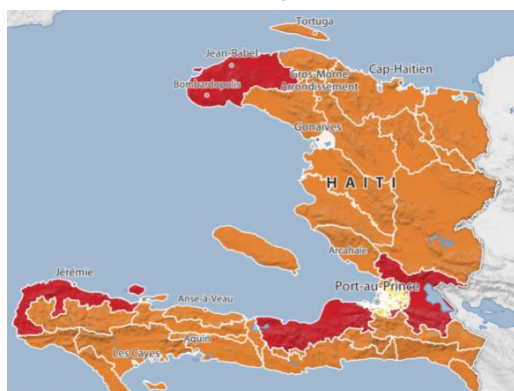 Tortuga
Jean-Rabel
Bombardopolis
Gros-Morne
Arrondissement
Cap-Haïtien
Gonaïves
HAITI
Arcahaie
Port-au-Prince
Jérémie
Anse-à-Veau
Aquin
Les Cayes